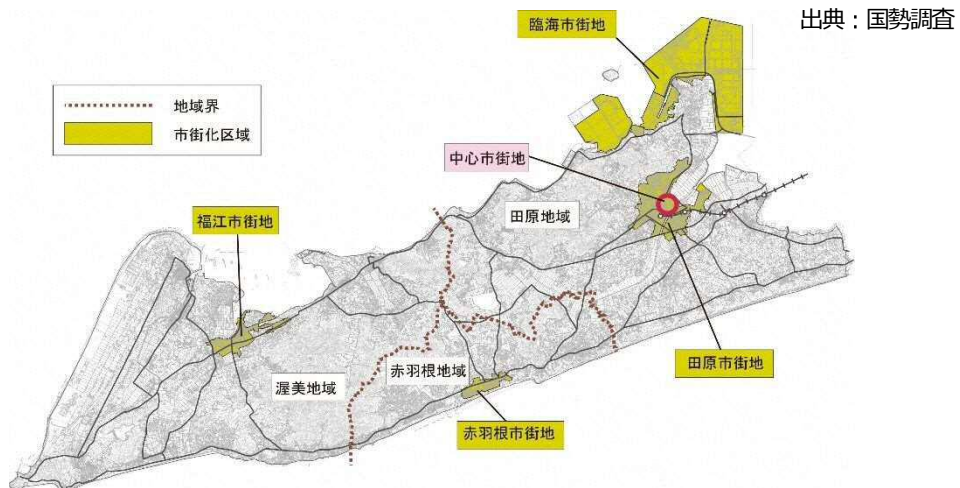 出典：国勢調査
臨海市街地
地域界
市街化区域
中心市街地
田原地域
福江市街地
田原市街地
赤羽根地域
渥美地域
赤羽根市街地